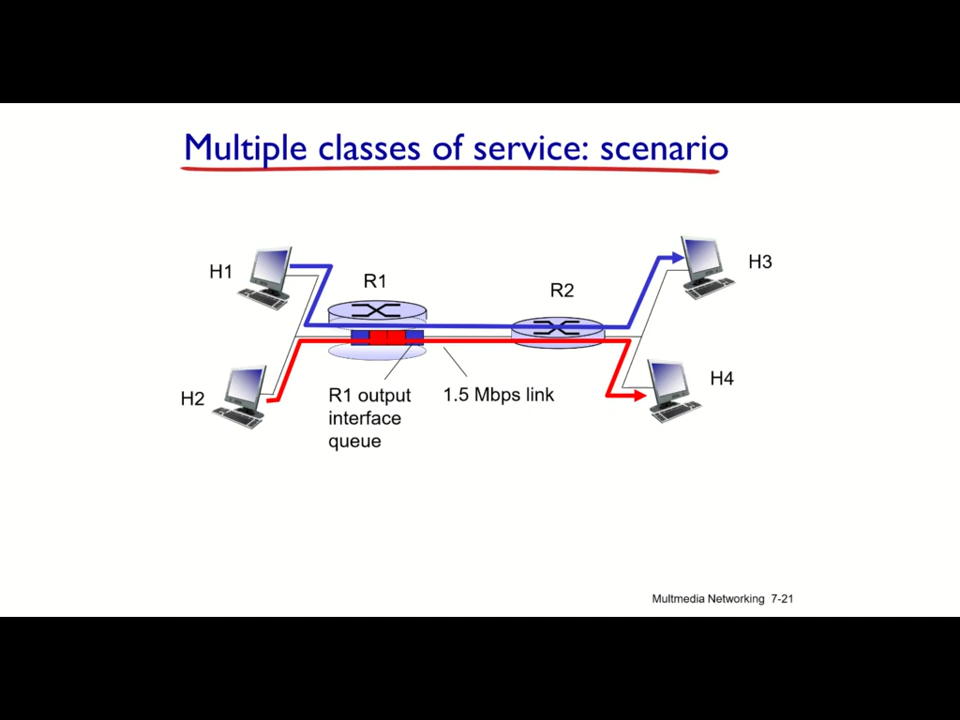 Multiple classes of service: scenario
H1
R1
R2
H3
H2
R1 output
interface
queue
1.5 Mbps link
H4
Multmedia Networking 7-21